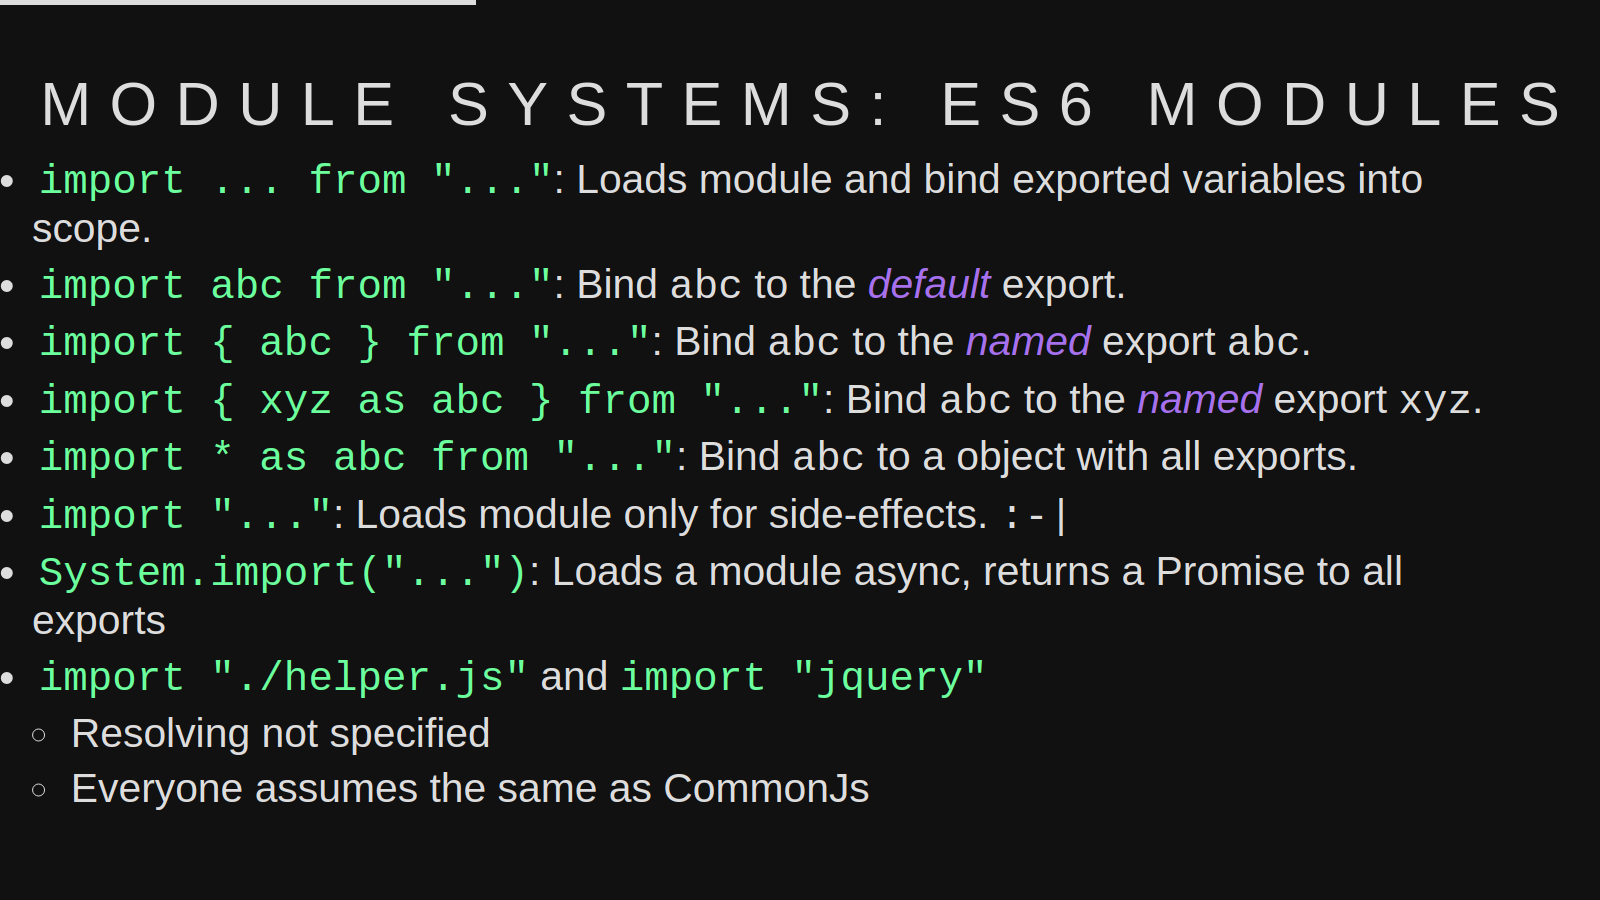 MODULE SYSTEMS: ES6 MODULES
import ... from "...": Loads module and bind exported variables into
scope.
import abc from "...": Bind abc to the default export.
import { abc } from "...": Bind abc to the named export abc.
import { xyz as abc } from "...": Bind abc to the named export xyz.
import * as abc from "...": Bind abc to a object with all exports.
import "...": Loads module only for side-effects. :-|
System.import("..."): Loads a module async, returns a Promise to all
exports
import "./helper.js" and import "jquery"
Resolving not specified
Everyone assumes the same as CommonJs